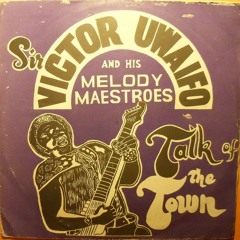 Sir
VICTOR UWAIFO
AND HIS
MELODY
MAESTROES
Talk of
the
Town